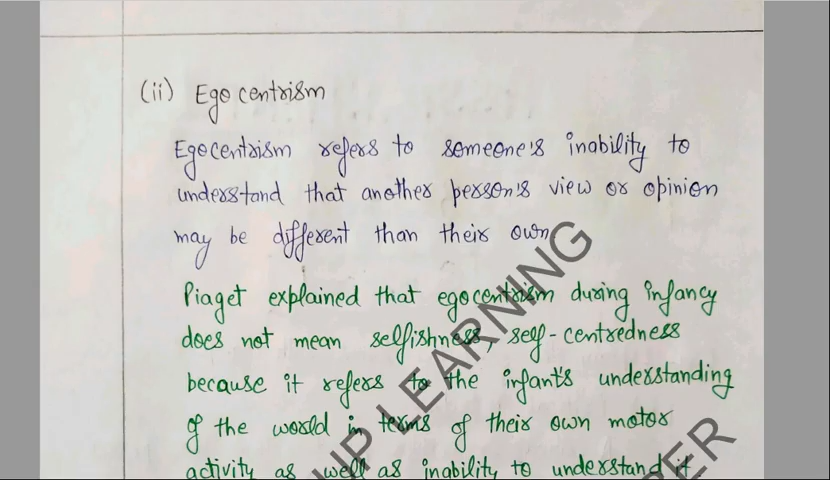 (ii) Ego centrism
Egocentrism refers to someone's inability to
understand that another person's view or opinion
may be different than their own
Piaget explained that egocentrism during infancy
does not mean selfishness, self-centredness
because it refers to the infant's understanding
of the world in terms of their own motor
activity as well as inability to understand it
UP LEARNING
PER